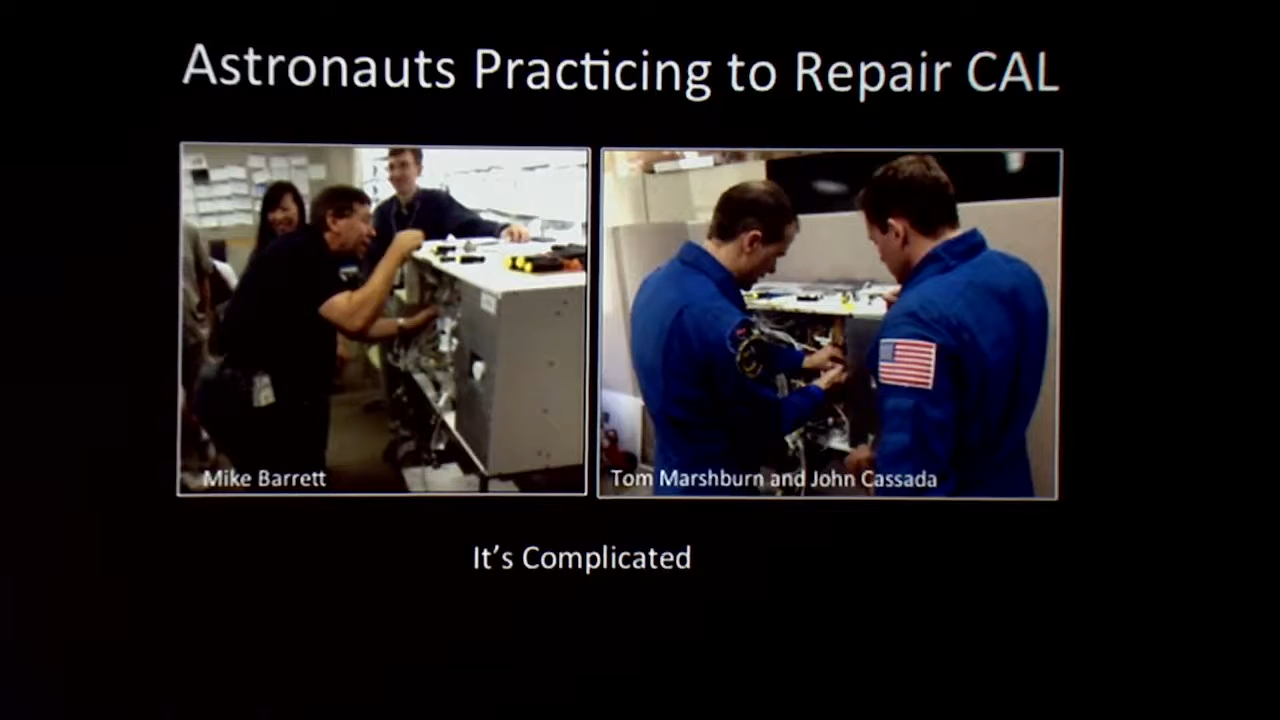 Astronauts Practicing to Repair CAL
Mike Barrett
Tom Marshburn and John Cassada
It's Complicated